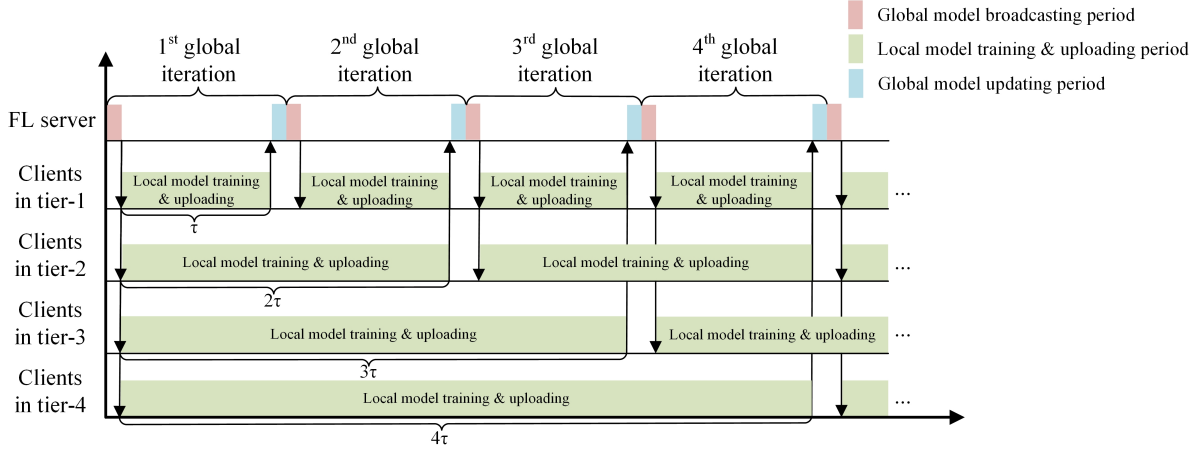 Global model broadcasting period
Local model training & uploading period
Global model updating period
1st global
iteration
2nd global
iteration
3rd global
iteration
4th global
iteration
FL server
Clients
in tier-1
Local model training
& uploading
Local model training
& uploading
Local model training
& uploading
Local model training
& uploading
...
τ
Clients
in tier-2
Local model training & uploading
Local model training & uploading
...
2τ
Clients
in tier-3
Local model training & uploading
Local model training & uploading
...
3τ
Clients
in tier-4
Local model training & uploading
...
4τ